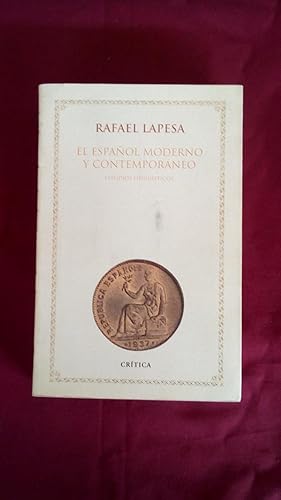 RAFAEL LAPESA
EL ESPAÑOL MODERNO
Y CONTEMPORÁNEO
ESTUDIOS LINGÜÍSTICOS
REPUBLICA ESPAÑOLA
·1937·
CRÍTICA